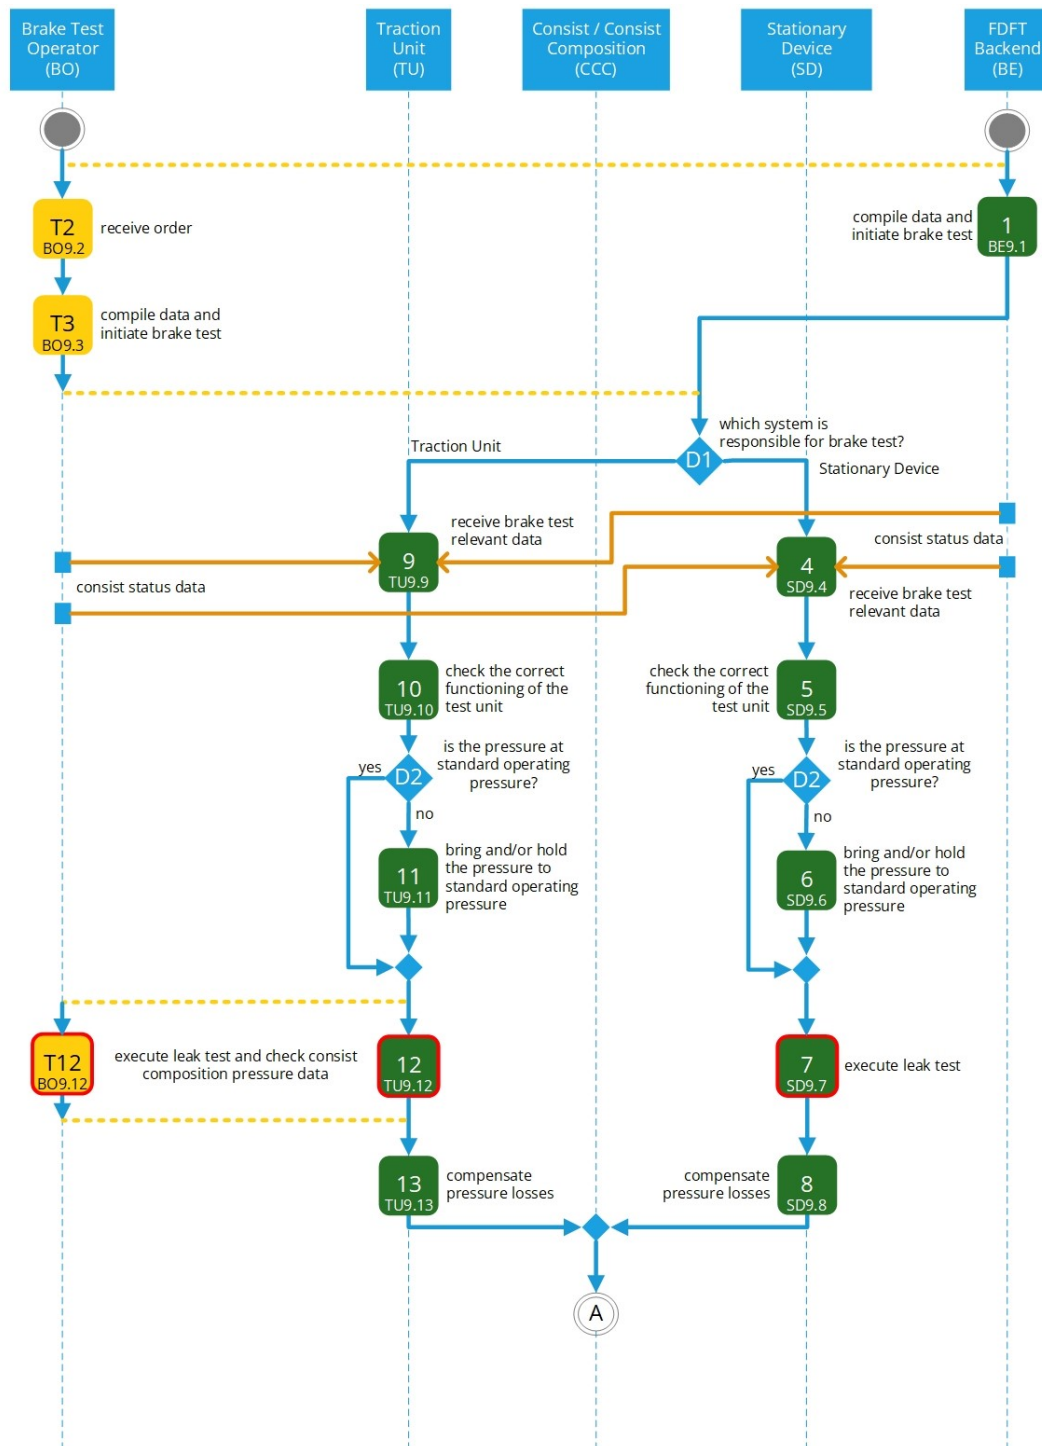 Brake Test
Operator
(BO)
Traction
Unit
(TU)
Consist / Consist
Composition
(CCC)
Stationary
Device
(SD)
FDFT
Backend
(BE)
T2
BO9.2
receive order
compile data and
initiate brake test
1
BE9.1
T3
BO9.3
compile data and
initiate brake test
which system is
responsible for brake test?
D1
Traction Unit
Stationary Device
receive brake test
relevant data
consist status data
9
TU9.9
4
SD9.4
consist status data
receive brake test
relevant data
10
TU9.10
check the correct
functioning of the
test unit
check the correct
functioning of the
test unit
5
SD9.5
is the pressure at
standard operating
pressure?
yes
D2
no
is the pressure at
standard operating
pressure?
yes
D2
no
11
TU9.11
bring and/or hold
the pressure to
standard operating
pressure
6
SD9.6
bring and/or hold
the pressure to
standard operating
pressure
T12
BO9.12
execute leak test and check consist
composition pressure data
12
TU9.12
7
SD9.7
execute leak test
13
TU9.13
compensate
pressure losses
compensate
pressure losses
8
SD9.8
A